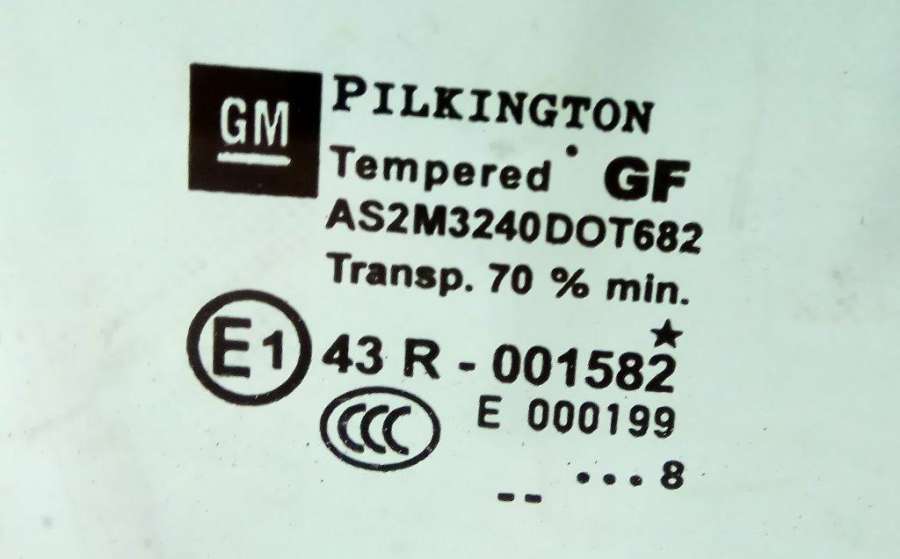 GM
PILKINGTON
Tempered GF
AS2M3240DOT682
Transp. 70 % min.
E1 43 R - 001582
CCC E 000199
... 8
--